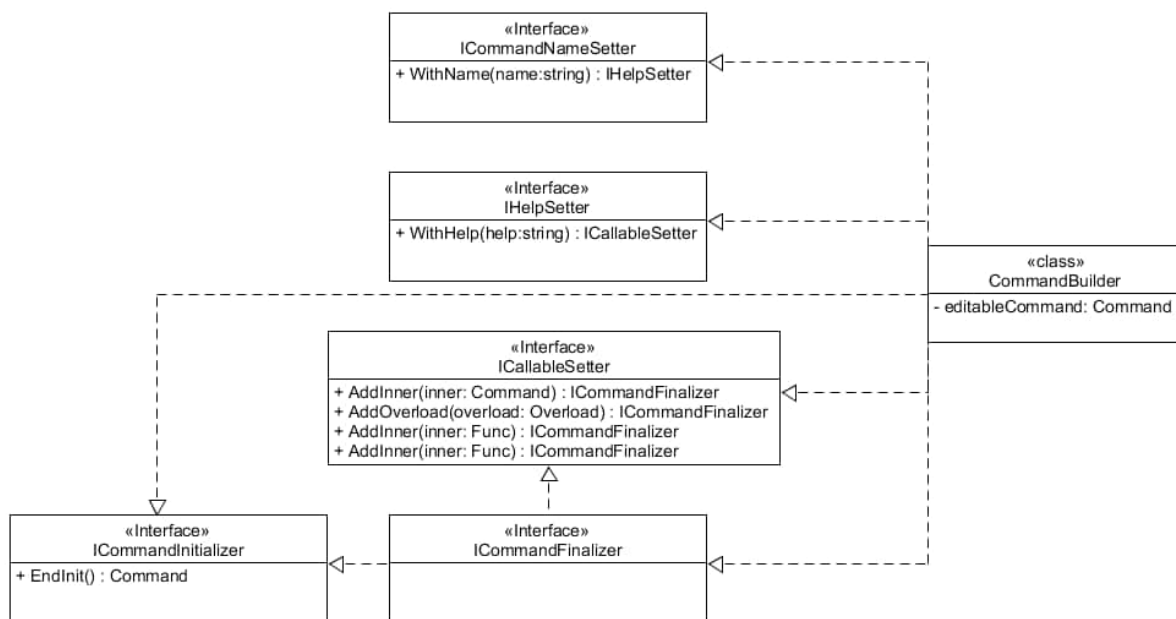 «Interface»
ICommandNameSetter
+ WithName(name:string) : IHelpSetter
«Interface»
IHelpSetter
+ WithHelp(help:string) : ICallableSetter
«class»
CommandBuilder
- editableCommand: Command
«Interface»
ICallableSetter
+ AddInner(inner: Command) : ICommandFinalizer
+ AddOverload(overload: Overload) : ICommandFinalizer
+ AddInner(inner: Func) : ICommandFinalizer
+ AddInner(inner: Func) : ICommandFinalizer
«Interface»
ICommandInitializer
+ EndInit() : Command
«Interface»
ICommandFinalizer